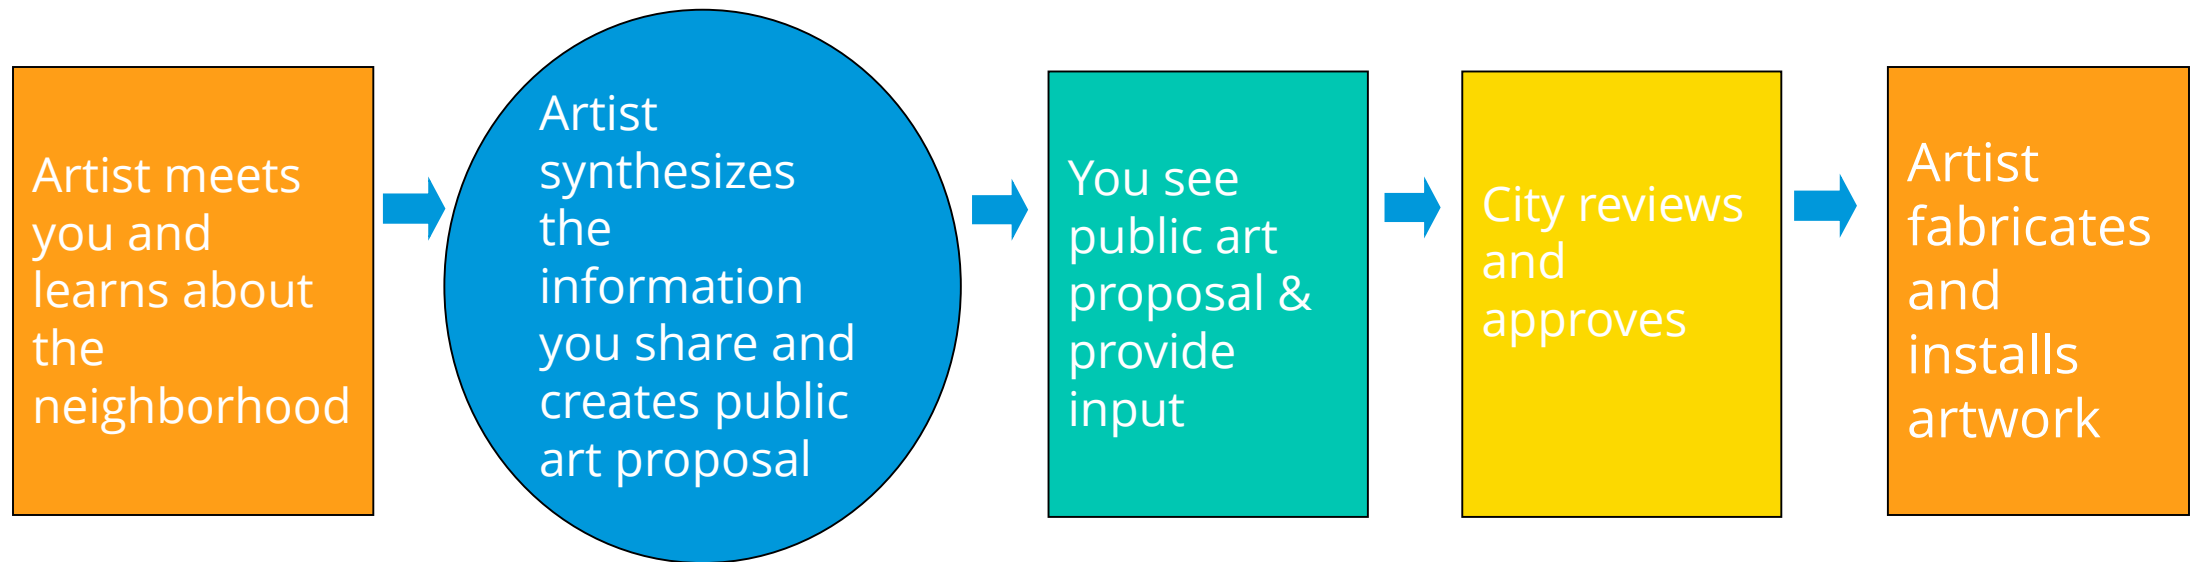 Artist meets
you and
learns about
the
neighborhood
Artist
synthesizes
the
information
you share and
creates public
art proposal
You see
public art
proposal &
provide
input
City reviews
and
approves
Artist
fabricates
and
installs
artwork